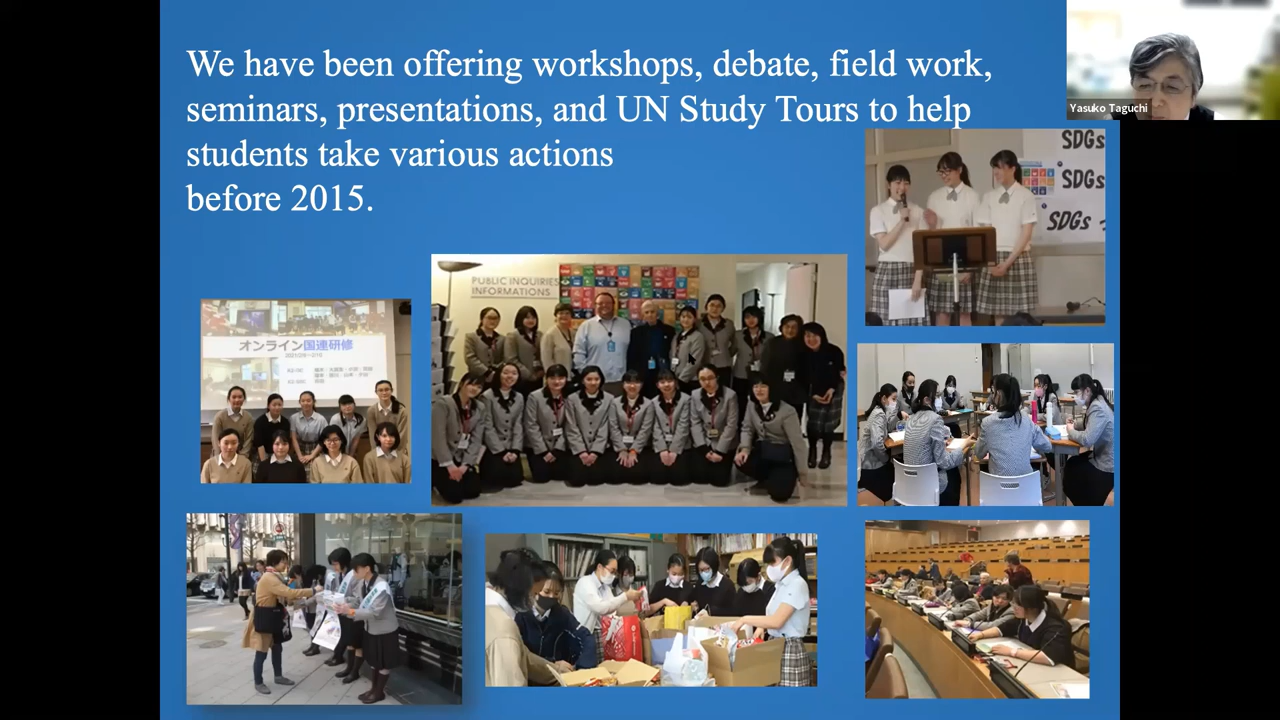 We have been offering workshops, debate, field work,
seminars, presentations, and UN Study Tours to help
students take various actions
before 2015.
Yasuko Taguchi
SDGs
SDGs
SDGs
PUBLIC INQUIRIES
INFORMATIONS
オンライン国連研修